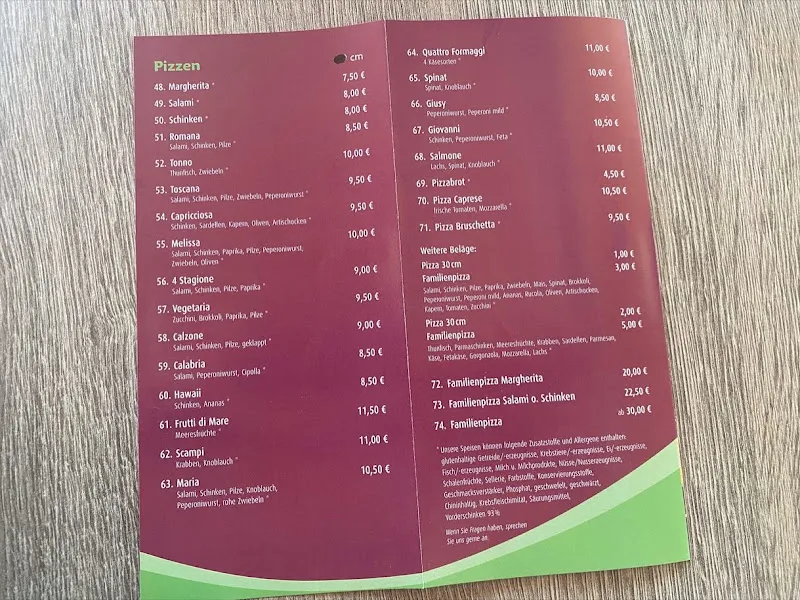 Pizzen
cm
48. Margherita * 7,50 €
49. Salami * 8,00 €
50. Schinken * 8,00 €
51. Romana 8,50 €
Salami, Schinken, Pilze *
52. Tonno 10,00 €
Thunfisch, Zwiebeln *
53. Toscana 9,50 €
Salami, Schinken, Pilze, Zwiebeln, Peperoniwurst *
54. Capricciosa 9,50 €
Schinken, Sardellen, Kapern, Oliven, Artischocken *
55. Melissa 10,00 €
Salami, Schinken, Paprika, Pilze, Peperoniwurst,
Zwiebeln, Oliven *
56. 4 Stagione 9,00 €
Salami, Schinken, Pilze, Paprika *
57. Vegetaria 9,50 €
Zucchini, Brokkoli, Paprika, Pilze *
58. Calzone 9,00 €
Salami, Schinken, Pilze, geklappt *
59. Calabria 8,50 €
Salami, Peperoniwurst, Cipolla *
60. Hawaii 8,50 €
Schinken, Ananas *
61. Frutti di Mare 11,50 €
Meeresfrüchte *
62. Scampi 11,00 €
Krabben, Knoblauch *
63. Maria 10,50 €
Salami, Schinken, Pilze, Knoblauch,
Peperoniwurst, rohe Zwiebeln *
64. Quattro Formaggi 11,00 €
4 Käsesorten *
65. Spinat 10,00 €
Spinat, Knoblauch *
66. Giusy 8,50 €
Peperoniwurst, Peperoni mild *
67. Giovanni 10,50 €
Schinken, Peperoniwurst, Feta *
68. Salmone 11,00 €
Lachs, Spinat, Knoblauch *
69. Pizzabrot * 4,50 €
70. Pizza Caprese 10,50 €
frische Tomaten, Mozzarella *
71. Pizza Bruschetta * 9,50 €
Weitere Beläge:
Pizza 30 cm 1,00 €
Familienpizza 3,00 €
Salami, Schinken, Pilze, Paprika, Zwiebeln, Mais, Spinat, Brokkoli,
Peperoniwurst, Peperoni mild, Ananas, Rucola, Oliven, Artischocken,
Kapern, Tomaten, Zucchini *
Pizza 30 cm 2,00 €
Familienpizza 5,00 €
Thunfisch, Parmaschinken, Meeresfrüchte, Krabben, Sardellen, Parmesan,
Käse, Fetakäse, Gorgonzola, Mozzarella, Lachs *
72. Familienpizza Margherita 20,00 €
73. Familienpizza Salami o. Schinken 22,50 €
74. Familienpizza ab 30,00 €
* Unsere Speisen können folgende Zusatzstoffe und Allergene enthalten:
glutenhaltige Getreide/-erzeugnisse, Krebstiere/-erzeugnisse, Ei/-erzeugnisse,
Fisch/-erzeugnisse, Milch u. Milchprodukte, Nüsse/Nusserzeugnisse,
Schalenfrüchte, Sellerie, Farbstoffe, Konservierungsstoffe,
Geschmacksverstärker, Phosphat, geschwefelt, geschwärzt,
Chininhaltig, Krebsfleischimitat, Säurungsmittel,
Vorderschinken 93%
Wenn Sie Fragen haben, sprechen
Sie uns gerne an.